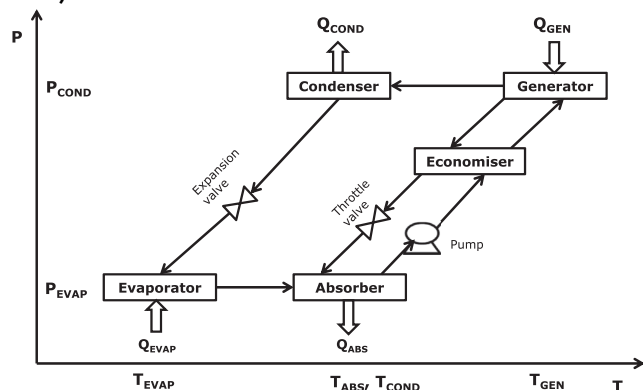 Q_COND
Q_GEN
P
P_COND
Condenser
Generator
Economiser
Expansion
valve
Throttle
valve
Pump
P_EVAP
Evaporator
Absorber
Q_EVAP
Q_ABS
T_EVAP
T_ABS, T_COND
T_GEN
T